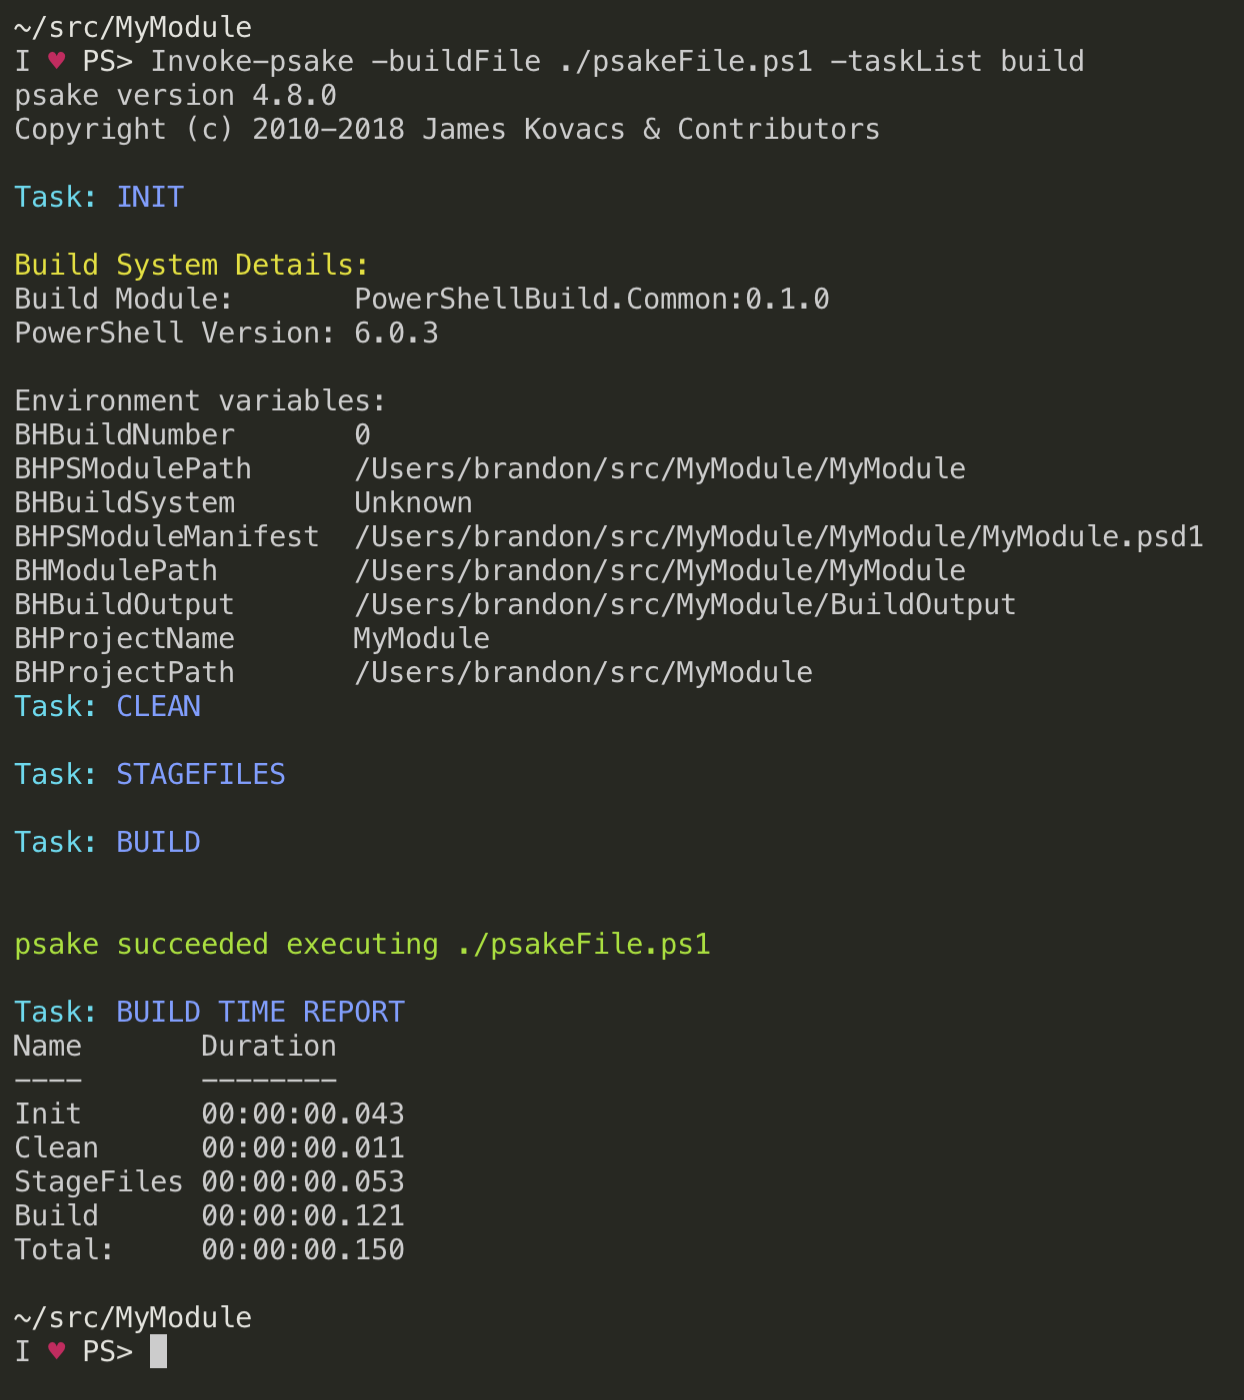 ~/src/MyModule
I ♥ PS> Invoke-psake -buildFile ./psakeFile.ps1 -taskList build
psake version 4.8.0
Copyright (c) 2010-2018 James Kovacs & Contributors
Task: INIT
Build System Details:
Build Module:       PowerShellBuild.Common:0.1.0
PowerShell Version: 6.0.3
Environment variables:
BHBuildNumber       0
BHPSModulePath      /Users/brandon/src/MyModule/MyModule
BHBuildSystem       Unknown
BHPSModuleManifest  /Users/brandon/src/MyModule/MyModule/MyModule.psd1
BHModulePath        /Users/brandon/src/MyModule/MyModule
BHBuildOutput       /Users/brandon/src/MyModule/BuildOutput
BHProjectName       MyModule
BHProjectPath       /Users/brandon/src/MyModule
Task: CLEAN
Task: STAGEFILES
Task: BUILD
psake succeeded executing ./psakeFile.ps1
Task: BUILD TIME REPORT
Name       Duration
----       --------
Init       00:00:00.043
Clean      00:00:00.011
StageFiles 00:00:00.053
Build      00:00:00.121
Total:     00:00:00.150
~/src/MyModule
I ♥ PS>